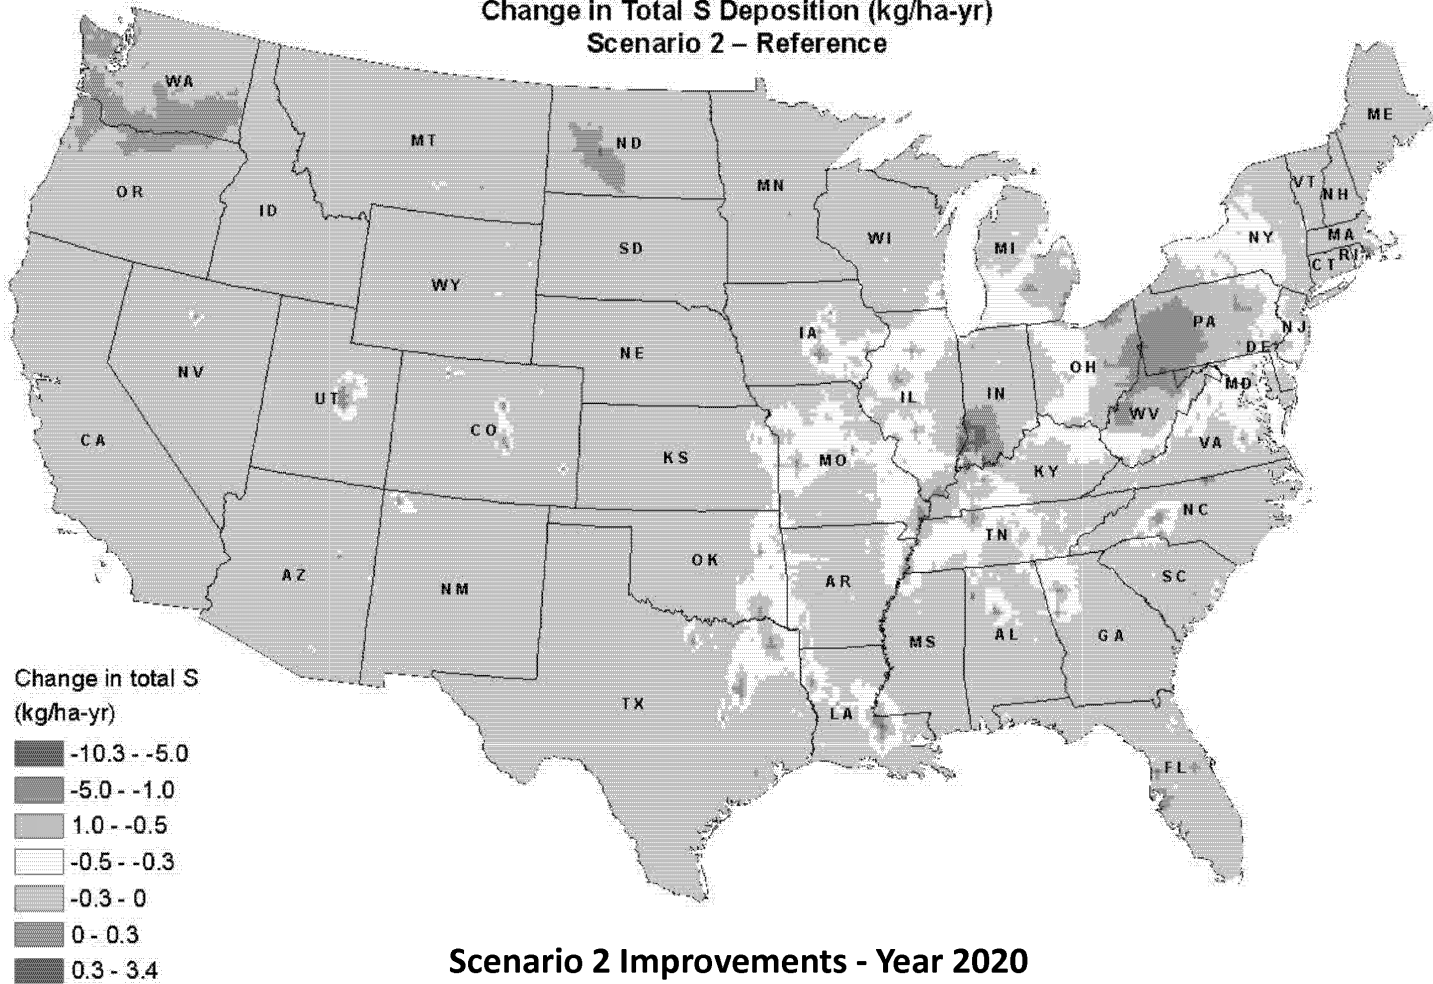 Change in Total S Deposition (kg/ha-yr)
Scenario 2 – Reference
WA
MT
ND
ME
OR
ID
MN
VT
NH
WI
MI
NY
MA
SD
CT
RI
WY
IA
PA
NJ
NE
DE
NV
OH
UT
IL
IN
MD
CO
WV
CA
KS
MO
KY
VA
NC
OK
TN
AZ
NM
AR
SC
MS
AL
GA
TX
LA
FL
Change in total S
(kg/ha-yr)
-10.3 - -5.0
-5.0 - -1.0
1.0 - -0.5
-0.5 - -0.3
-0.3 - 0
0 - 0.3
0.3 - 3.4
Scenario 2 Improvements - Year 2020